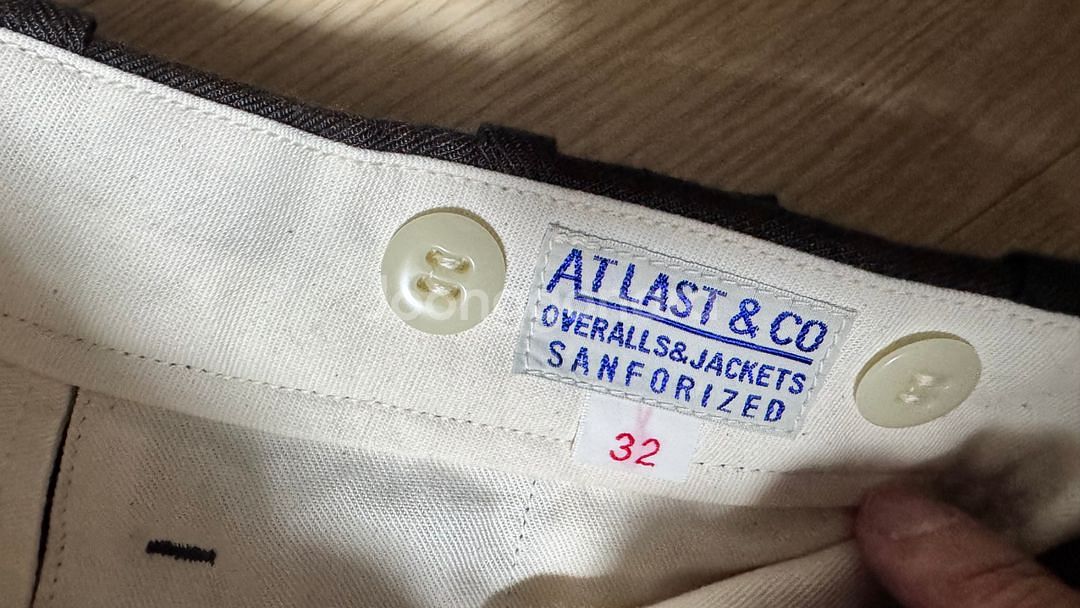 ATLAST & CO
OVERALLS&JACKETS
SANFORIZED
32